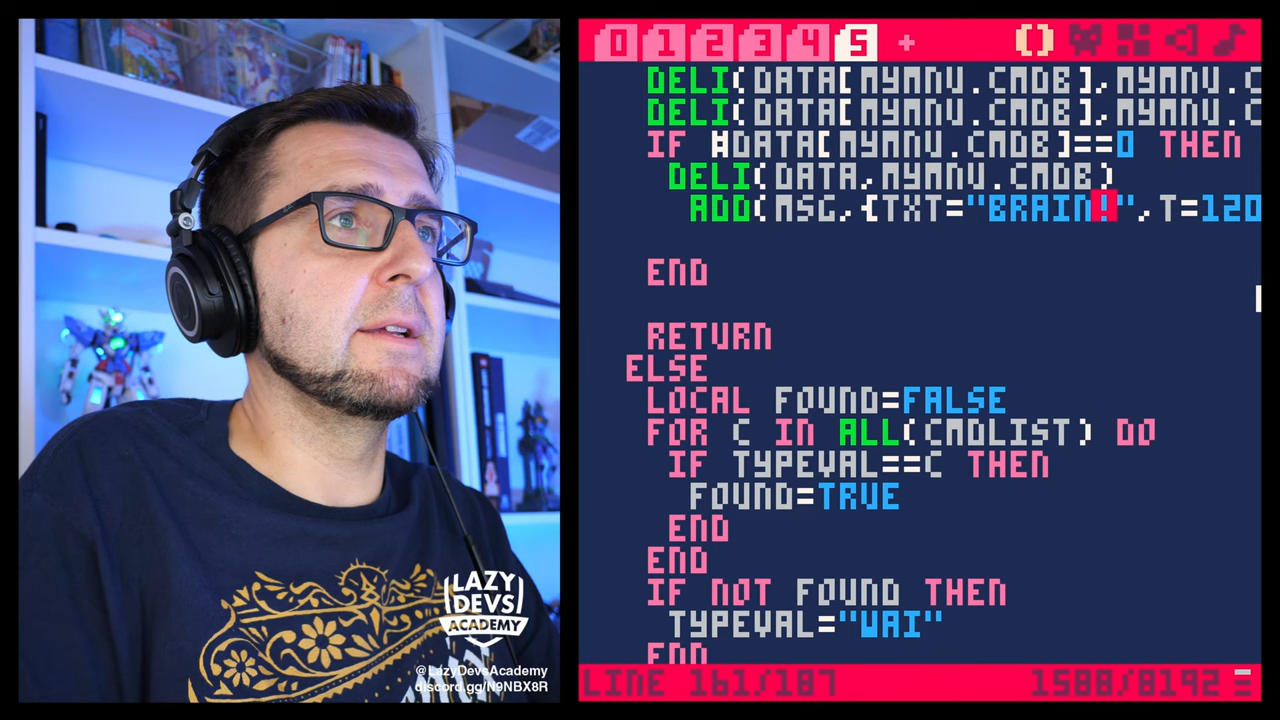 0 1 2 3 4 5 + ()
DELI(DATA[MYMNU.CMDB],MYMNU.C
DELI(DATA[MYMNU.CMDB],MYMNU.C
IF #DATA[MYMNU.CMDB]==0 THEN
DELI(DATA,MYMNU.CMDB)
ADD(MSG,{TXT="BRAIN!",T=120
END
RETURN
ELSE
LOCAL FOUND=FALSE
FOR C IN ALL(CMDLIST) DO
IF TYPEVAL==C THEN
FOUND=TRUE
END
END
IF NOT FOUND THEN
TYPEVAL="WAI"
END
LINE 161/187 1588/8192
LAZY
DEVS
ACADEMY
@LazyDevsAcademy
discord.gg/N9NBX8R